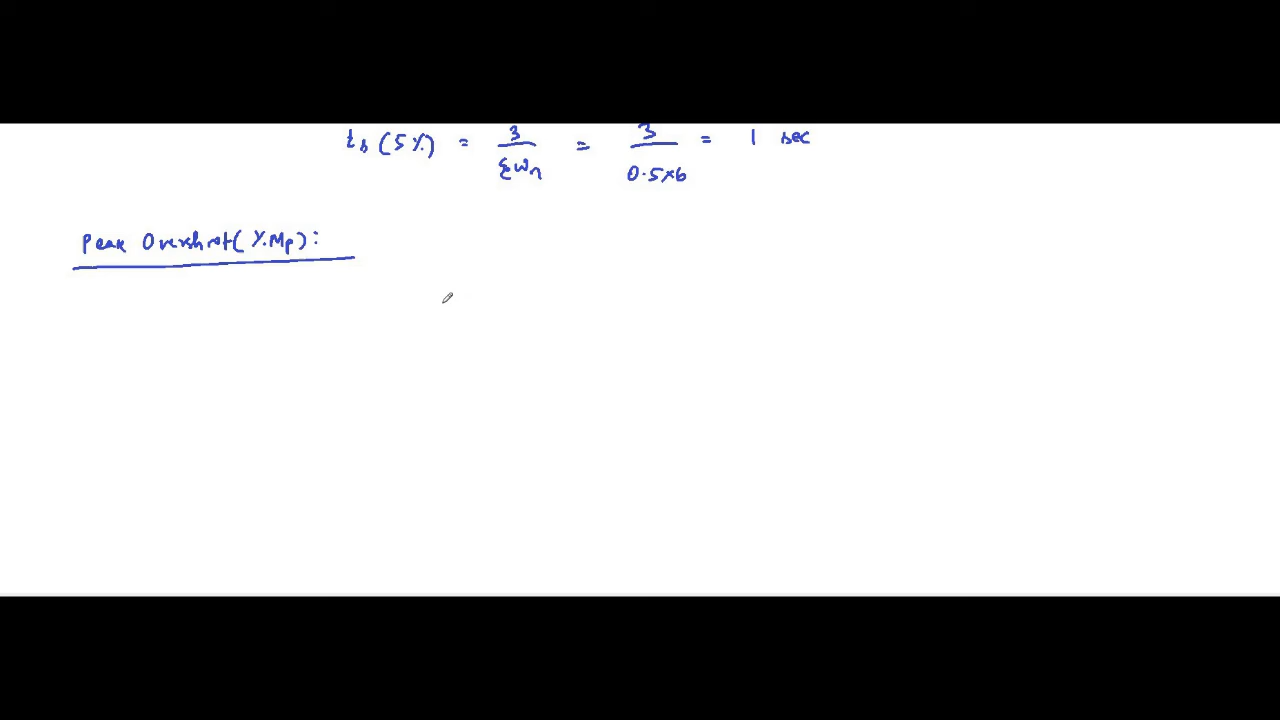 ts (5%) = 3/ξωn = 3/0.5×6 = 1 sec
Peak Overshoot( %Mp):